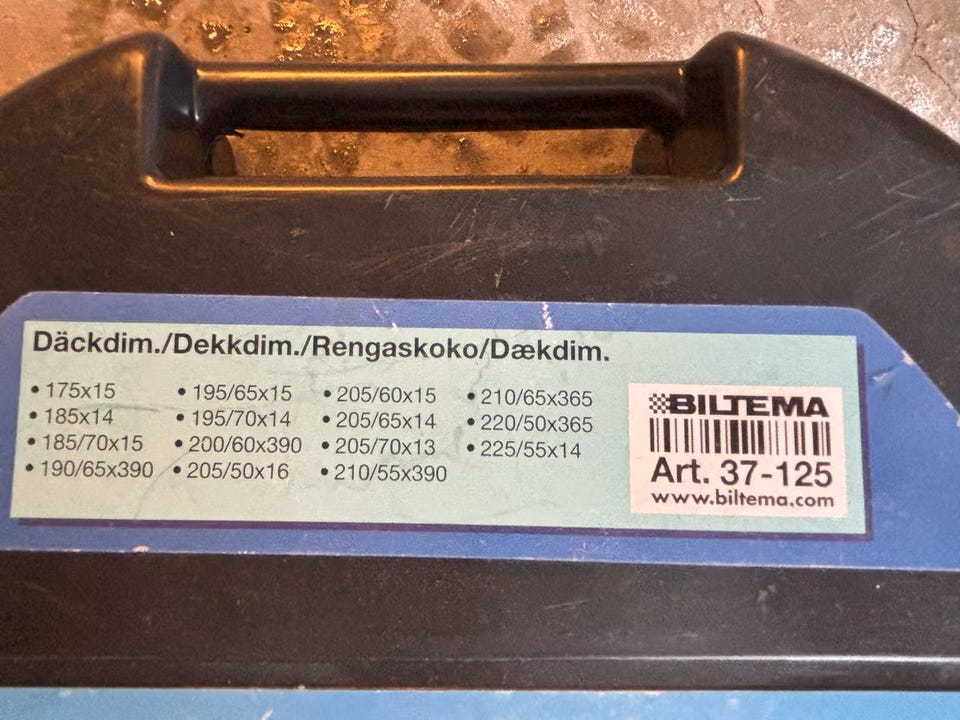 Däckdim./Dekkdim./Rengaskoko/Dækdim.
• 175x15
• 185x14
• 185/70x15
• 190/65x390
• 195/65x15
• 195/70x14
• 200/60x390
• 205/50x16
• 205/60x15
• 205/65x14
• 205/70x13
• 210/55x390
• 210/65x365
• 220/50x365
• 225/55x14
BILTEMA
Art. 37-125
www.biltema.com